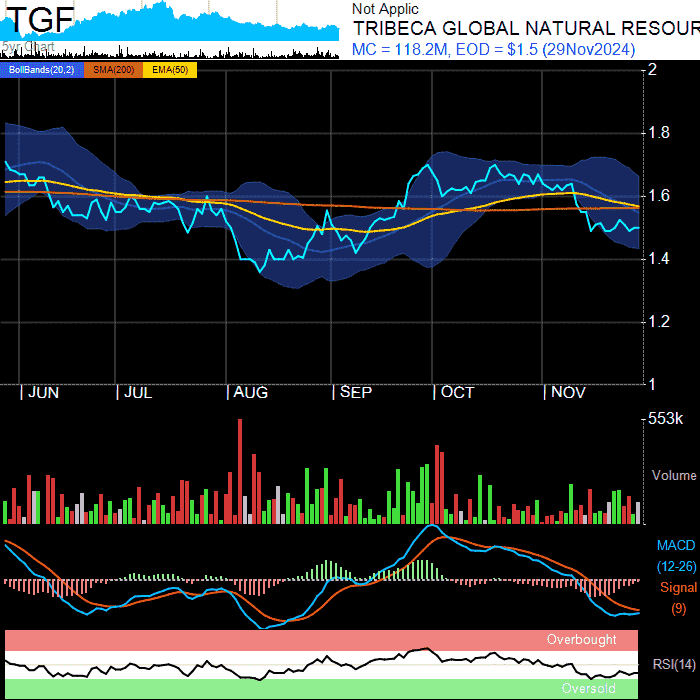 TGF
5yr Chart
Not Applic
TRIBECA GLOBAL NATURAL RESOUR
MC = 118.2M, EOD = $1.5 (29Nov2024)
BollBands(20,2) SMA(200) EMA(50)
2
1.8
1.6
1.4
1.2
1
| JUN | JUL | AUG | SEP | OCT | NOV
553k
Volume
MACD
(12-26)
Signal
(9)
Overbought
RSI(14)
Oversold